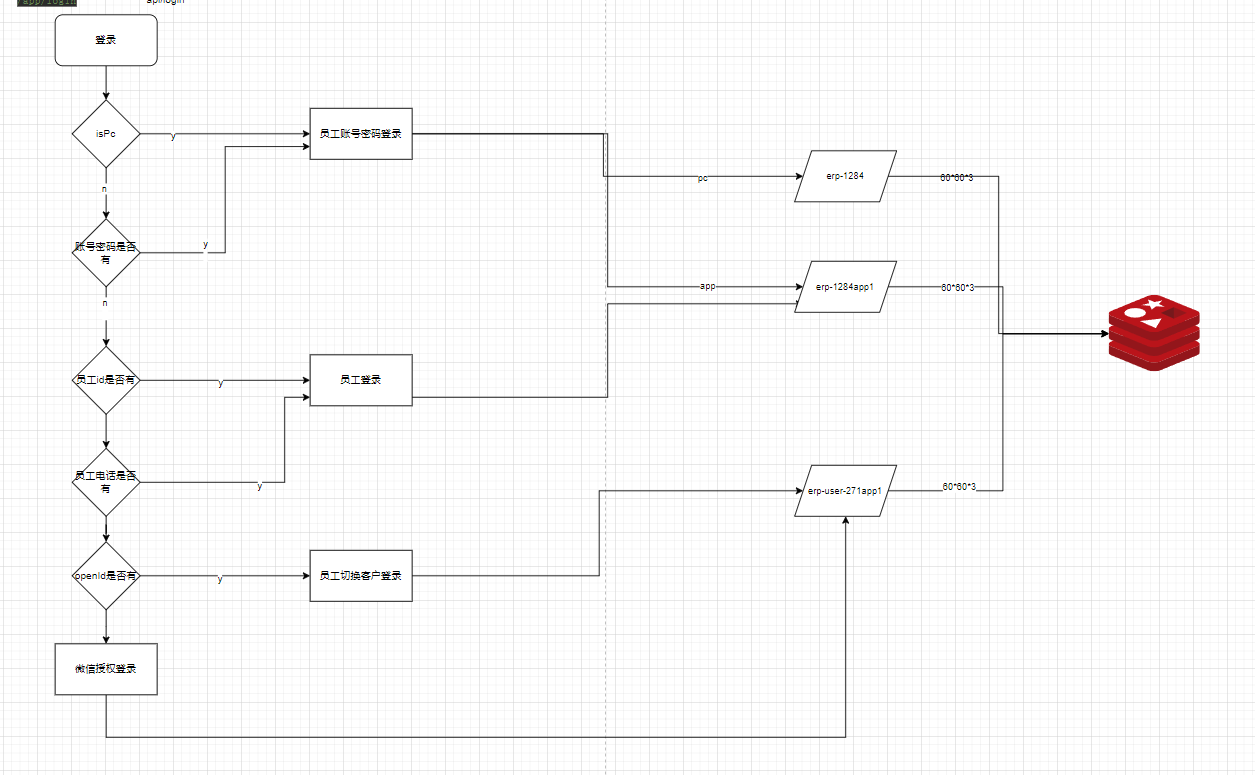 /app/login
api/login
登录
isPc
y
员工账号密码登录
n
pc
erp-1284
60*60*3
账号密码是否
有
y
n
app
erp-1284app1
60*60*3
员工id是否有
y
员工登录
员工电话是否
有
y
erp-user-271app1
60*60*3
openId是否有
y
员工切换客户登录
微信授权登录